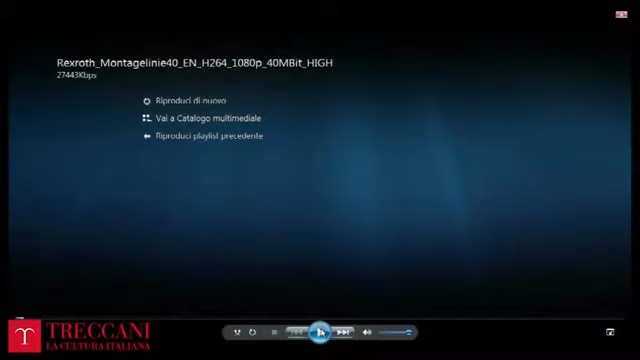 Rexroth_Montagelinie40_EN_H264_1080p_40MBit_HIGH
27443Kbps
Riproduci di nuovo
Vai a Catalogo multimediale
Riproduci playlist precedente
TRECCANI
LA CULTURA ITALIANA